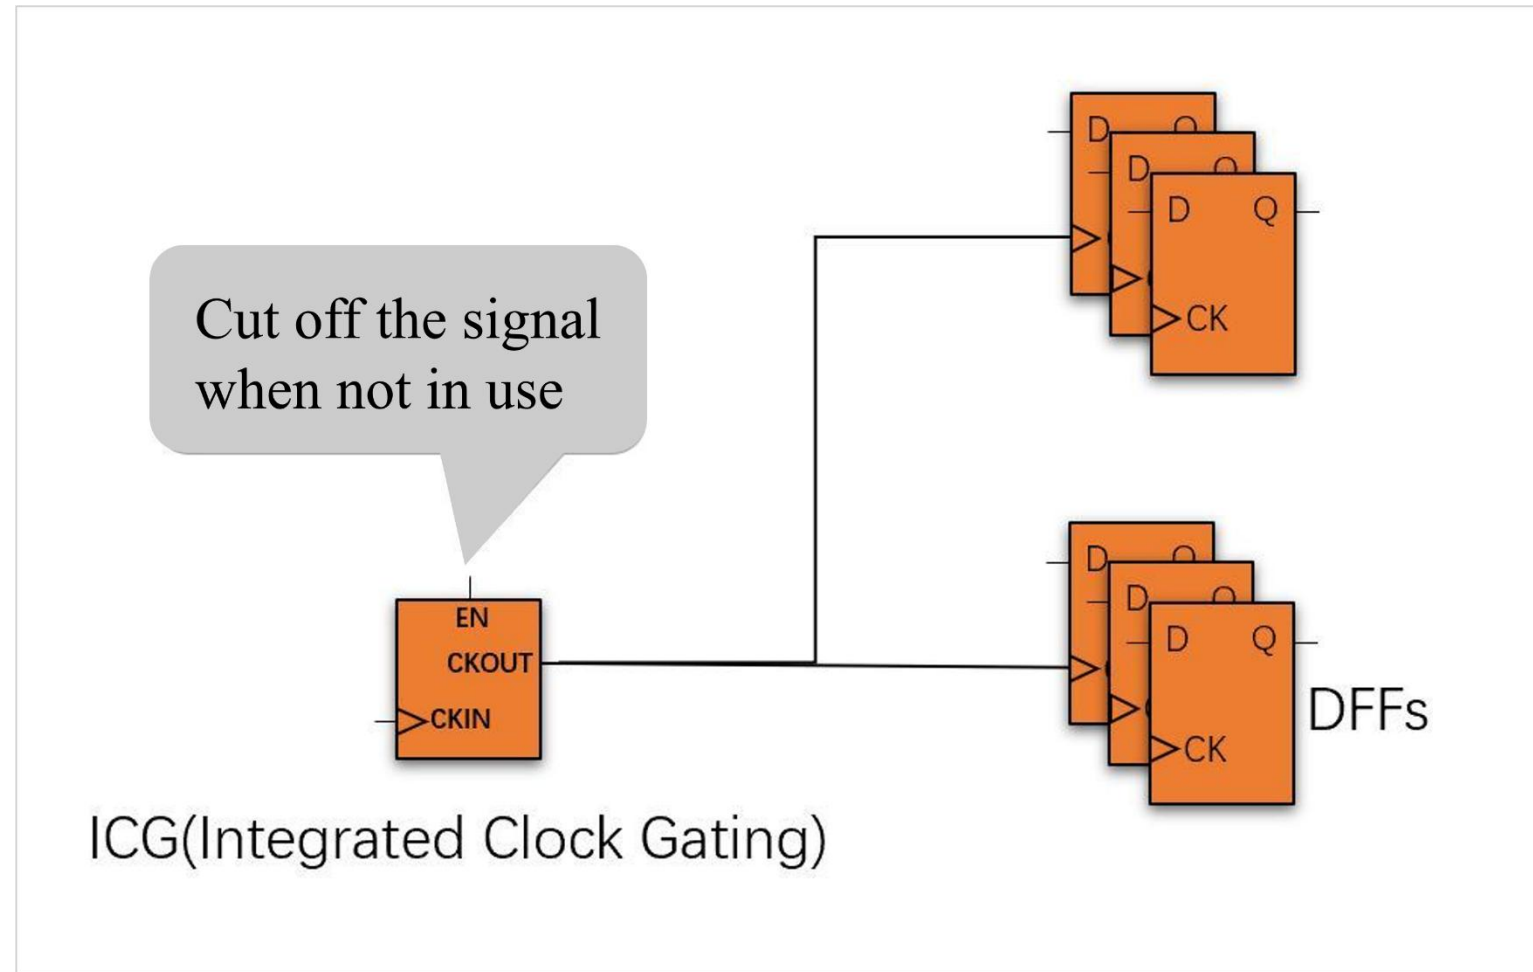 D
D
D Q
CK
Cut off the signal
when not in use
D
D
D Q
CK
DFFs
EN
CKOUT
CKIN
ICG(Integrated Clock Gating)